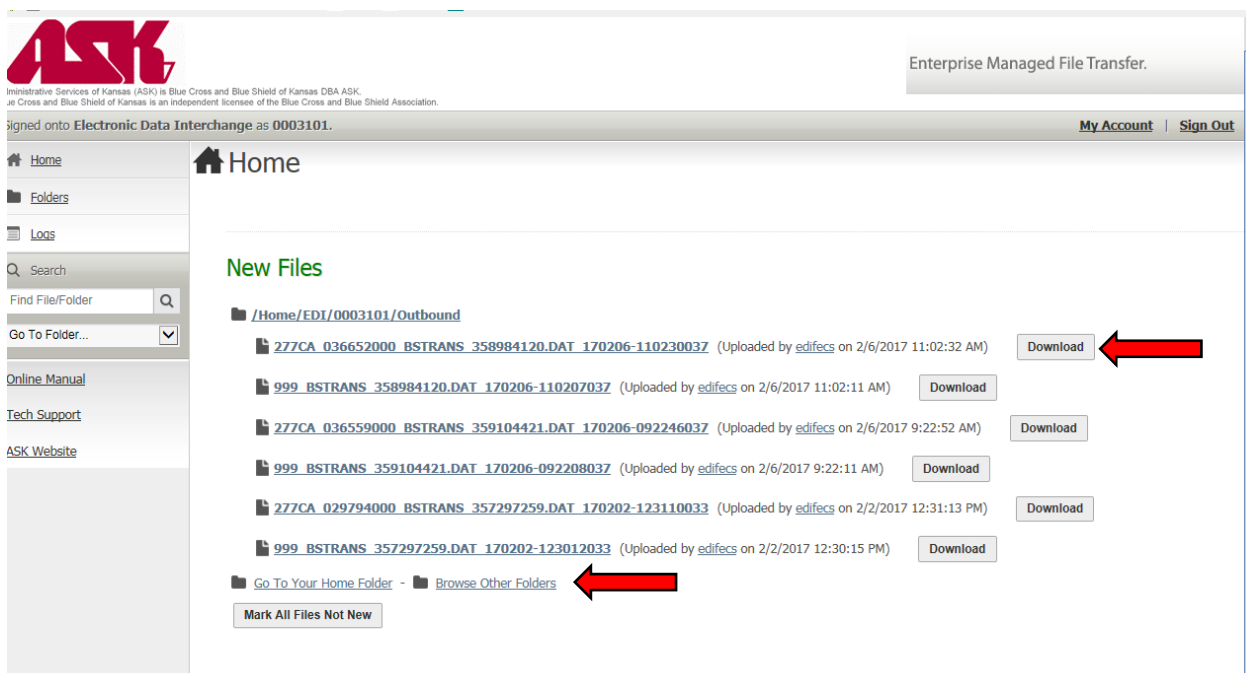 ASK
Enterprise Managed File Transfer.
ministrative Services of Kansas (ASK) is Blue Cross and Blue Shield of Kansas DBA ASK.
ue Cross and Blue Shield of Kansas is an independent licensee of the Blue Cross and Blue Shield Association.
Signed onto Electronic Data Interchange as 0003101.
My Account | Sign Out
Home
Folders
Logs
Search
Find File/Folder
Go To Folder...
Online Manual
Tech Support
ASK Website
Home
New Files
/Home/EDI/0003101/Outbound
277CA_036652000_BSTRANS_358984120.DAT_170206-110230037 (Uploaded by edifecs on 2/6/2017 11:02:32 AM) Download
999_BSTRANS_358984120.DAT_170206-110207037 (Uploaded by edifecs on 2/6/2017 11:02:11 AM) Download
277CA_036559000_BSTRANS_359104421.DAT_170206-092246037 (Uploaded by edifecs on 2/6/2017 9:22:52 AM) Download
999_BSTRANS_359104421.DAT_170206-092208037 (Uploaded by edifecs on 2/6/2017 9:22:11 AM) Download
277CA_029794000_BSTRANS_357297259.DAT_170202-123110033 (Uploaded by edifecs on 2/2/2017 12:31:13 PM) Download
999_BSTRANS_357297259.DAT_170202-123012033 (Uploaded by edifecs on 2/2/2017 12:30:15 PM) Download
Go To Your Home Folder - Browse Other Folders
Mark All Files Not New